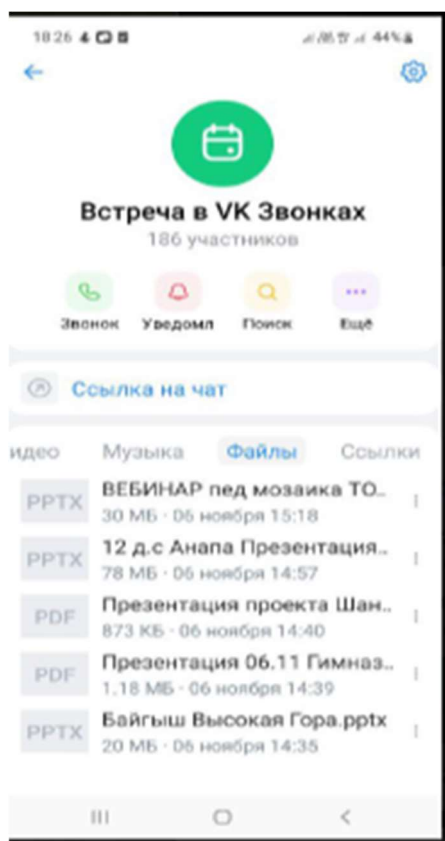 18:26
44%
Встреча в VK Звонках
186 участников
Звонок Уведомл Поиск Ещё
Ссылка на чат
идео Музыка Файлы Ссылки
PPTX
ВЕБИНАР пед мозаика ТО..
30 МБ · 06 ноября 15:18
PPTX
12 д.с Анапа Презентация..
78 МБ · 06 ноября 14:57
PDF
Презентация проекта Шан..
873 КБ · 06 ноября 14:40
PDF
Презентация 06.11 Гимназ..
1.18 МБ · 06 ноября 14:39
PPTX
Байгыш Высокая Гора.pptx
20 МБ · 06 ноября 14:35